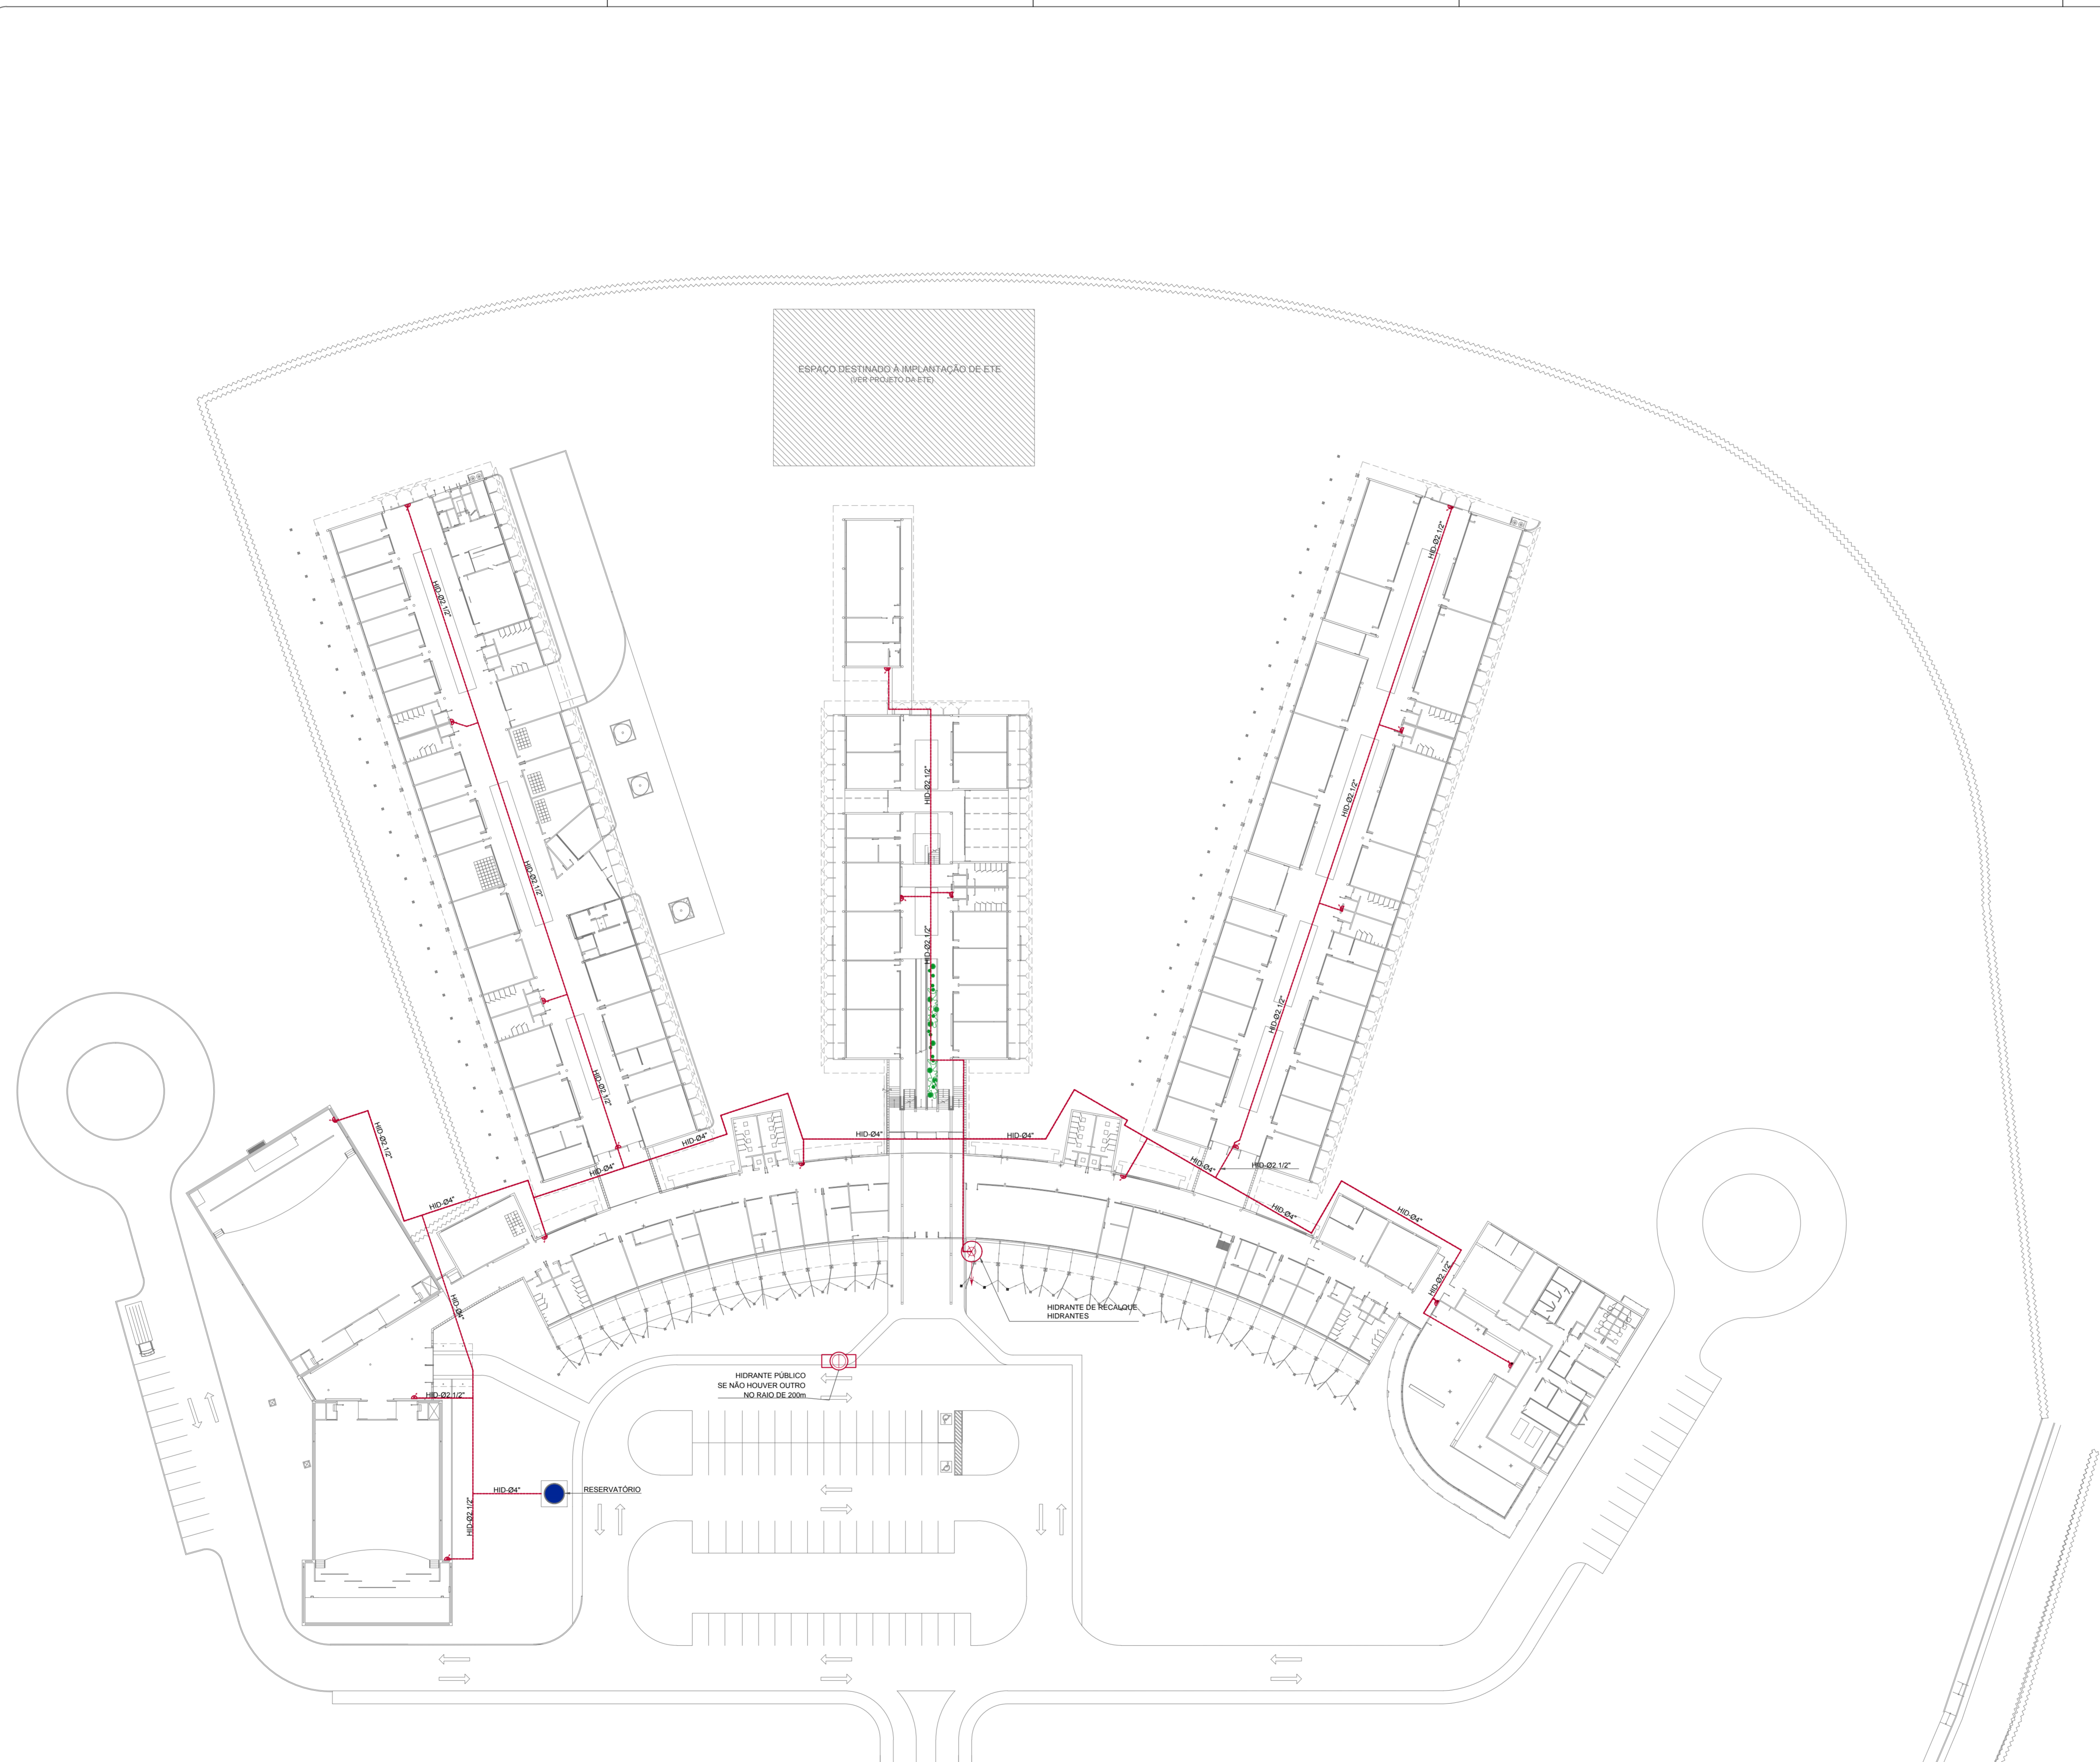 ESPAÇO DESTINADO À IMPLANTAÇÃO DE ETE
(VER PROJETO DA ETE)
HID-Ø2.1/2"
HID-Ø2.1/2"
HID-Ø2.1/2"
HID-Ø2.1/2"
HID-Ø2.1/2"
HID-Ø2.1/2"
HID-Ø2.1/2"
HID-Ø2.1/2"
HID-Ø2.1/2"
HID-Ø4"
HID-Ø4"
HID-Ø4"
HID-Ø4"
HID-Ø4"
HID-Ø2.1/2"
HID-Ø4"
HID-Ø4"
HID-Ø4"
HID-Ø4"
HID-Ø2.1/2"
HID-Ø2.1/2"
HIDRANTE DE RECALQUE
HIDRANTES
HIDRANTE PÚBLICO
SE NÃO HOUVER OUTRO
NO RAIO DE 200m
HID-Ø2.1/2"
HID-Ø4"
RESERVATÓRIO
HID-Ø2.1/2"